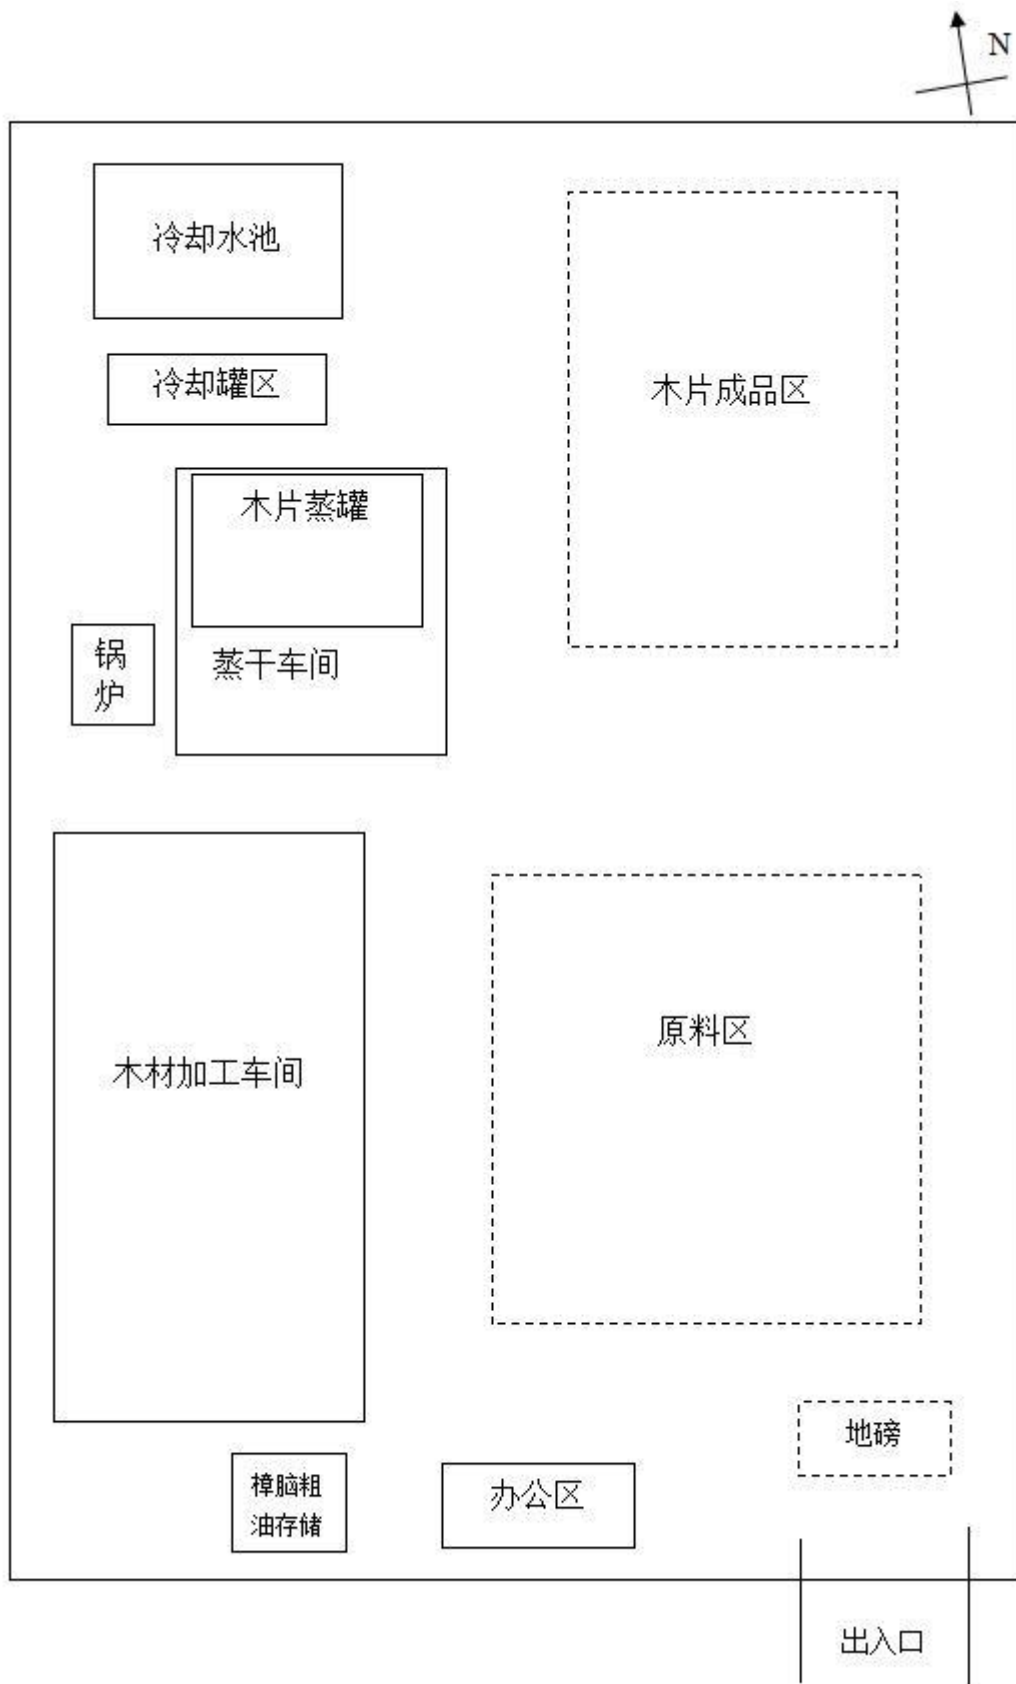 N
冷却水池
冷却罐区
木片成品区
木片蒸罐
锅
炉
蒸干车间
原料区
木材加工车间
地磅
樟脑粗
油存储
办公区
出入口